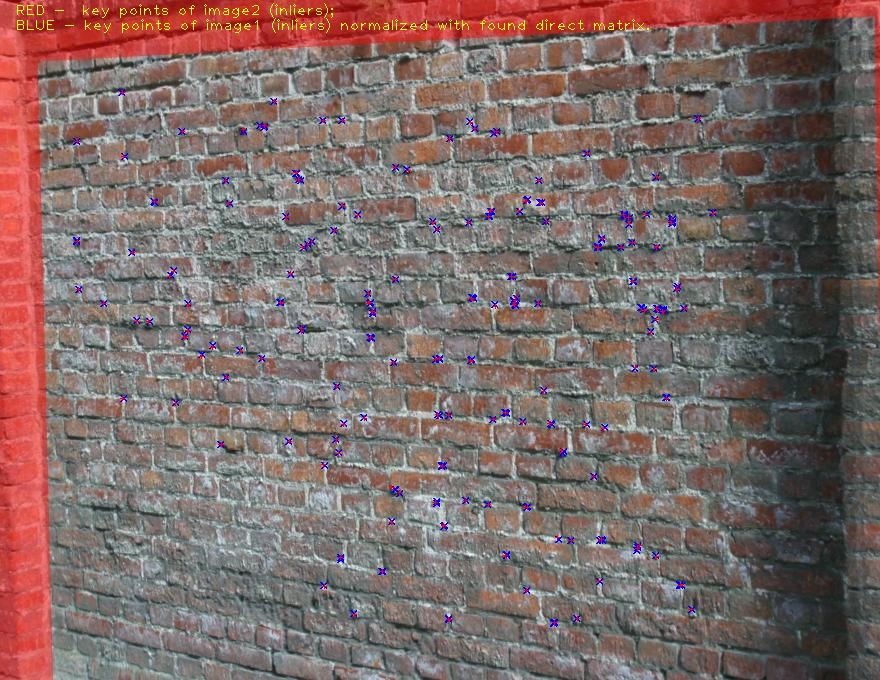 RED - key points of image2 (inliers);
BLUE - key points of image1 (inliers) normalized with found direct matrix.